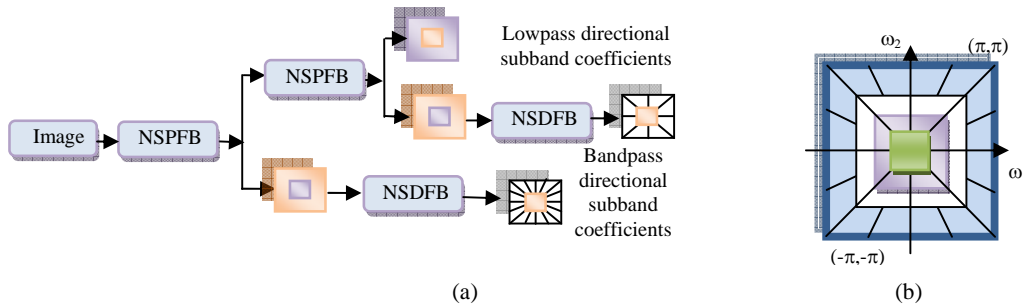 Lowpass directional
subband coefficients
NSPFB
Image
NSPFB
NSDFB
Bandpass
directional
subband
coefficients
NSDFB
(a)
ω2
(π,π)
ω
(-π,-π)
(b)